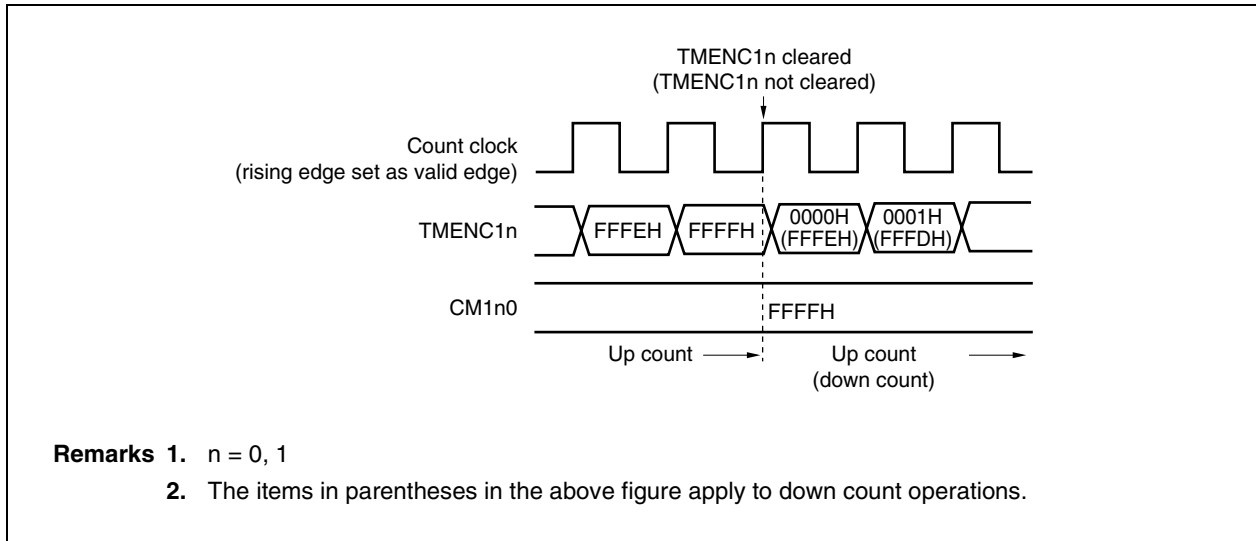 TMENC1n cleared
(TMENC1n not cleared)
Count clock
(rising edge set as valid edge)
TMENC1n
FFFEH
FFFFH
0000H
(FFFEH)
0001H
(FFFDH)
CM1n0
FFFFH
Up count
Up count
(down count)
Remarks 1. n = 0, 1
2. The items in parentheses in the above figure apply to down count operations.